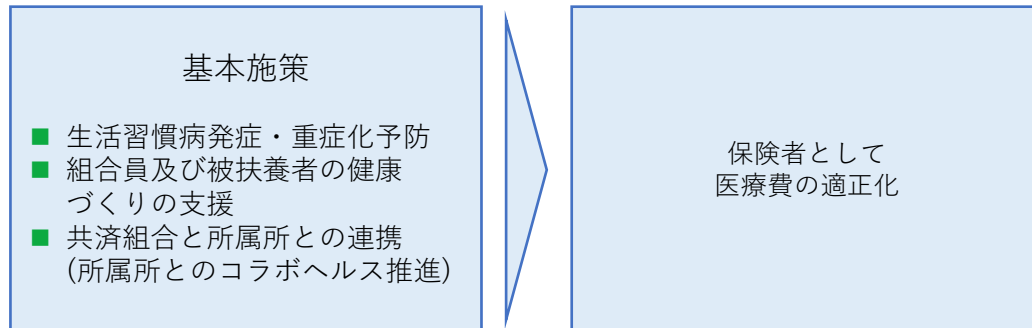 基本施策
■ 生活習慣病発症・重症化予防
■ 組合員及び被扶養者の健康
づくりの支援
■ 共済組合と所属所との連携
(所属所とのコラボヘルス推進)
保険者として
医療費の適正化